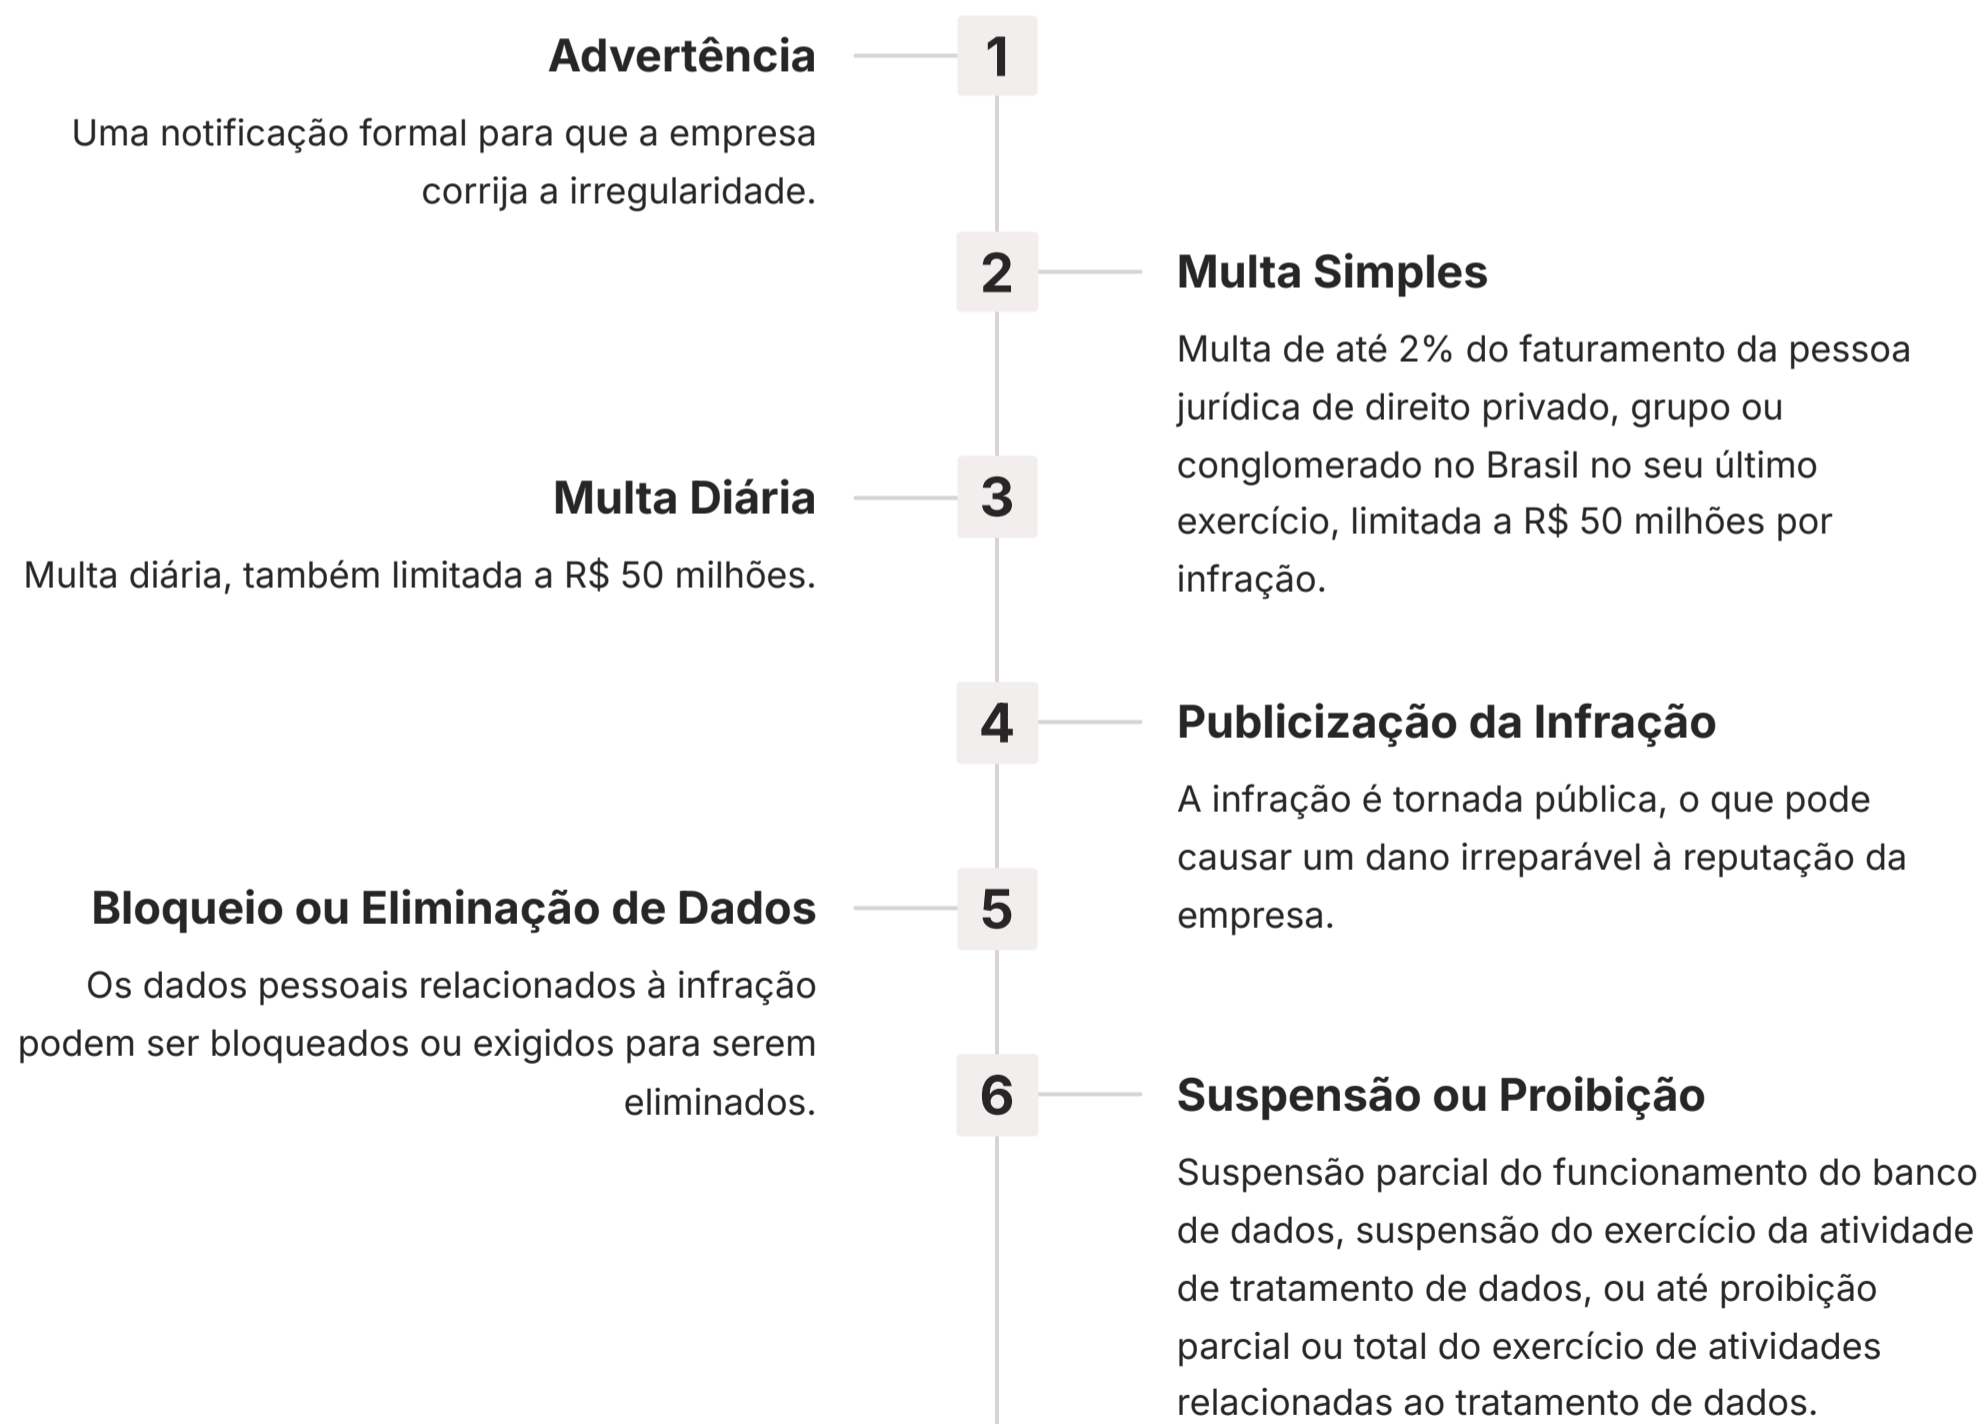 1
Advertência
Uma notificação formal para que a empresa
corrija a irregularidade.
2
Multa Simples
Multa de até 2% do faturamento da pessoa
jurídica de direito privado, grupo ou
conglomerado no Brasil no seu último
exercício, limitada a R$ 50 milhões por
infração.
3
Multa Diária
Multa diária, também limitada a R$ 50 milhões.
4
Publicização da Infração
A infração é tornada pública, o que pode
causar um dano irreparável à reputação da
empresa.
5
Bloqueio ou Eliminação de Dados
Os dados pessoais relacionados à infração
podem ser bloqueados ou exigidos para serem
eliminados.
6
Suspensão ou Proibição
Suspensão parcial do funcionamento do banco
de dados, suspensão do exercício da atividade
de tratamento de dados, ou até proibição
parcial ou total do exercício de atividades
relacionadas ao tratamento de dados.